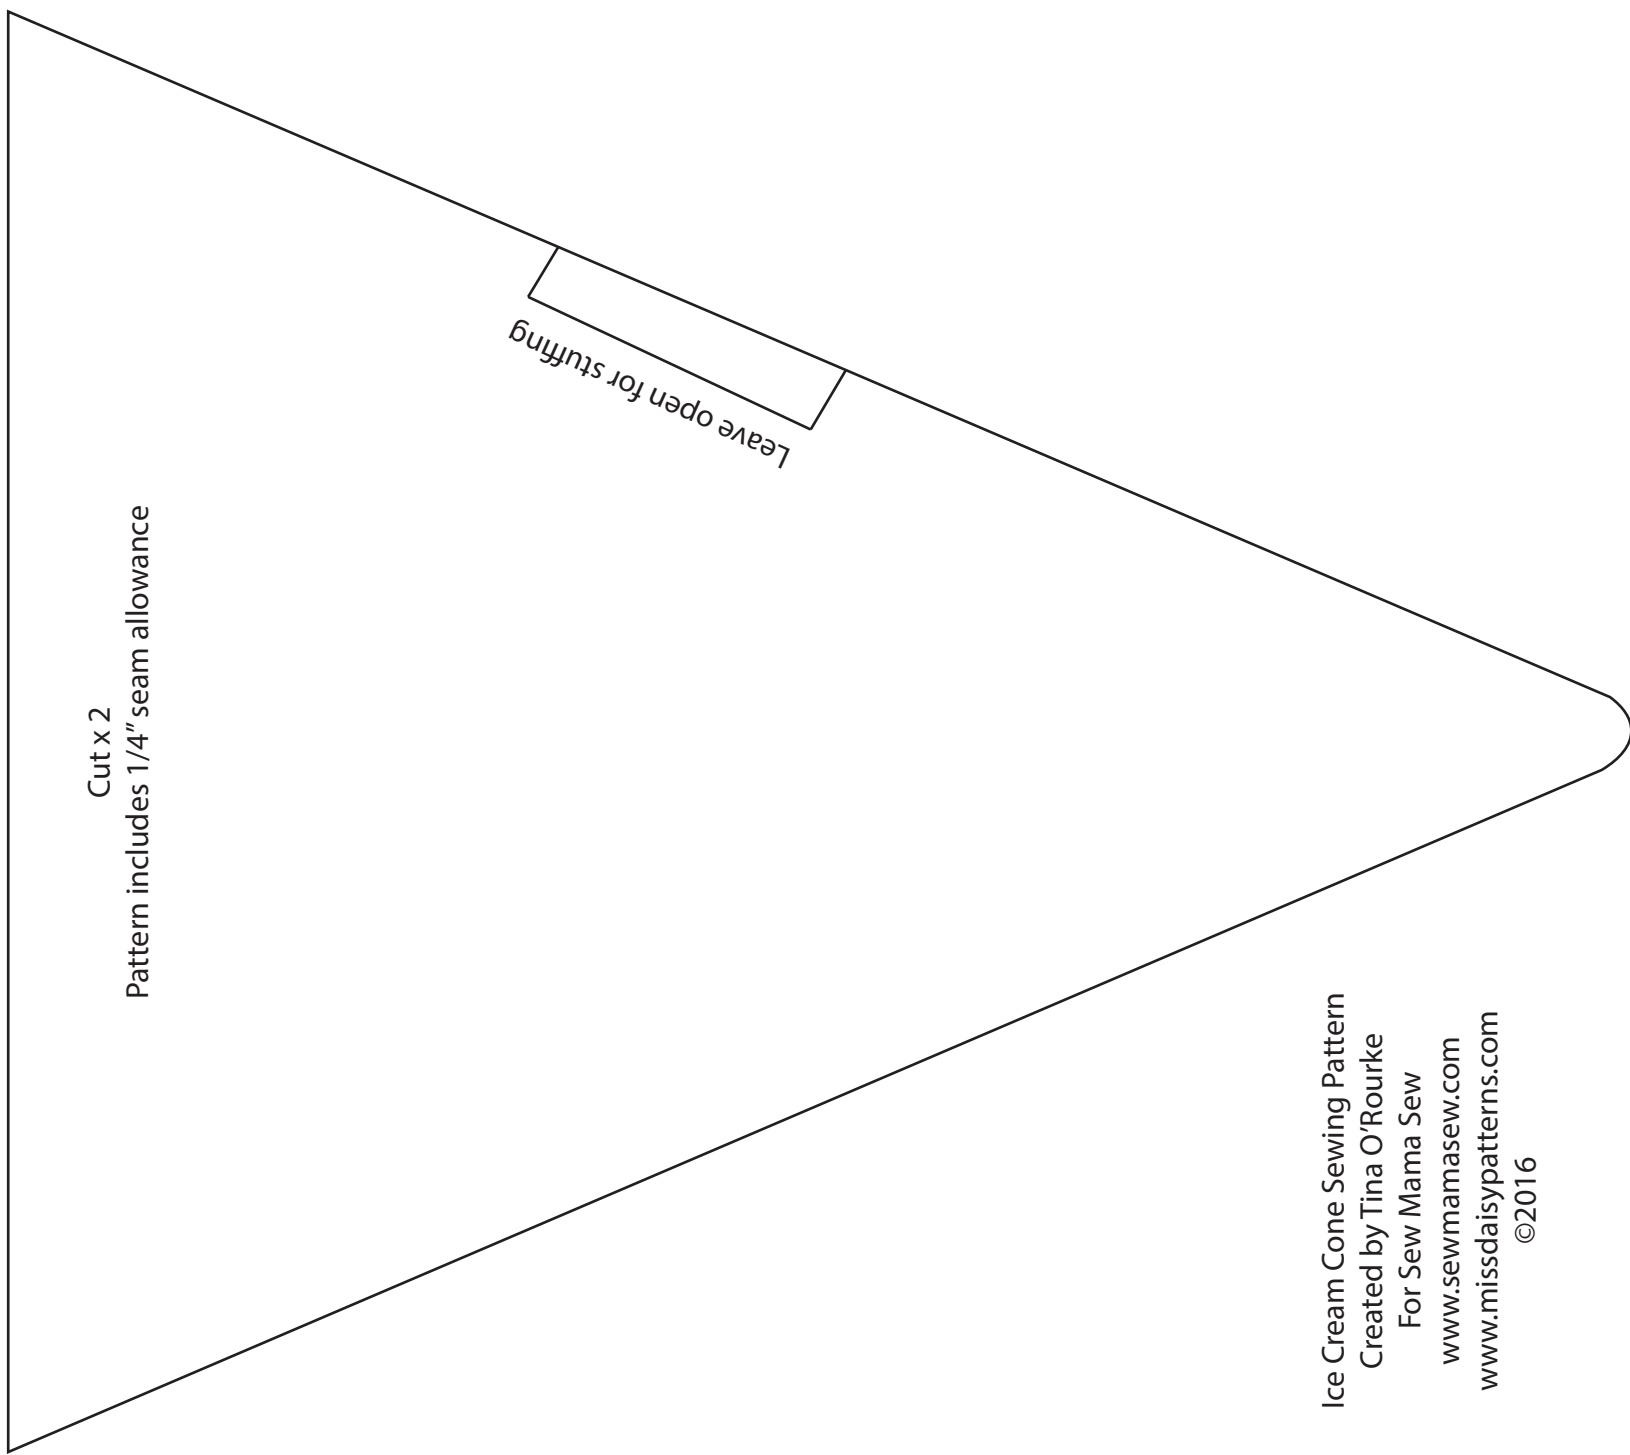 Cut x 2
Pattern includes 1/4" seam allowance
Leave open for stuffing
Ice Cream Cone Sewing Pattern
Created by Tina O'Rourke
For Sew Mama Sew
www.sewmamasew.com
www.missdaisypatterns.com
©2016